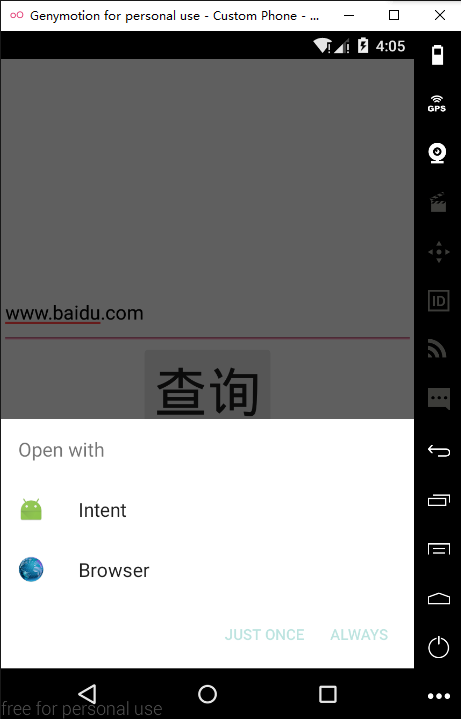 Genymotion for personal use - Custom Phone - ...
4:05
GPS
ID
www.baidu.com
查询
Open with
Intent
Browser
JUST ONCE ALWAYS
free for personal use